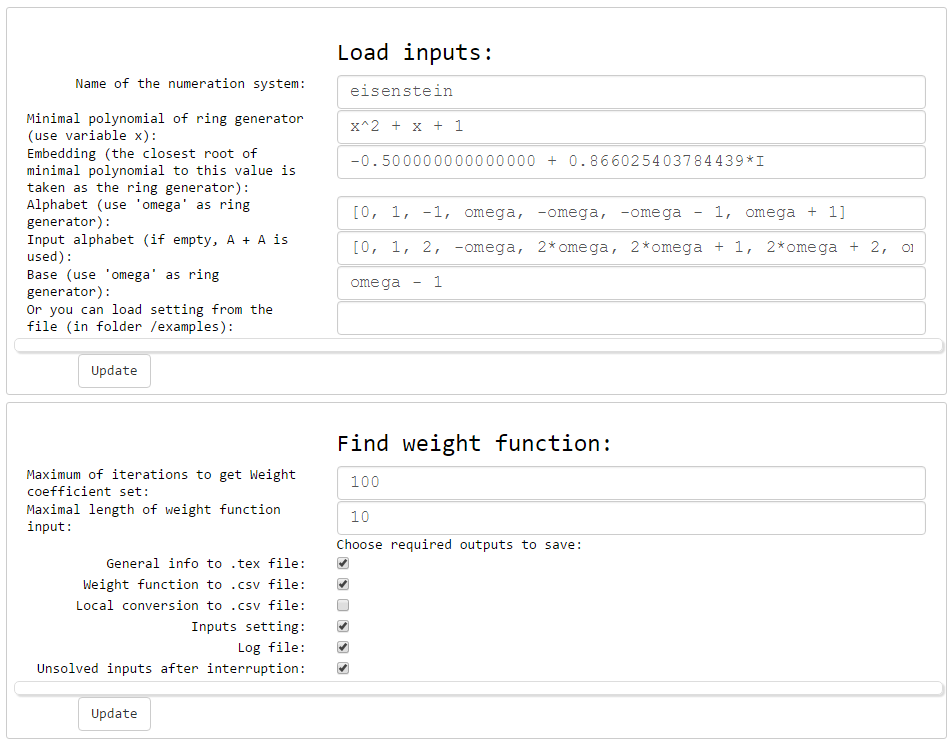 Load inputs:
Name of the numeration system:
eisenstein
Minimal polynomial of ring generator
(use variable x):
x^2 + x + 1
Embedding (the closest root of
minimal polynomial to this value is
taken as the ring generator):
-0.500000000000000 + 0.866025403784439*I
Alphabet (use 'omega' as ring
generator):
[0, 1, -1, omega, -omega, -omega - 1, omega + 1]
Input alphabet (if empty, A + A is
used):
[0, 1, 2, -omega, 2*omega, 2*omega + 1, 2*omega + 2, o
Base (use 'omega' as ring
generator):
omega - 1
Or you can load setting from the
file (in folder /examples):
Update
Find weight function:
Maximum of iterations to get Weight
coefficient set:
100
Maximal length of weight function
input:
10
Choose required outputs to save:
General info to .tex file:
Weight function to .csv file:
Local conversion to .csv file:
Inputs setting:
Log file:
Unsolved inputs after interruption:
Update